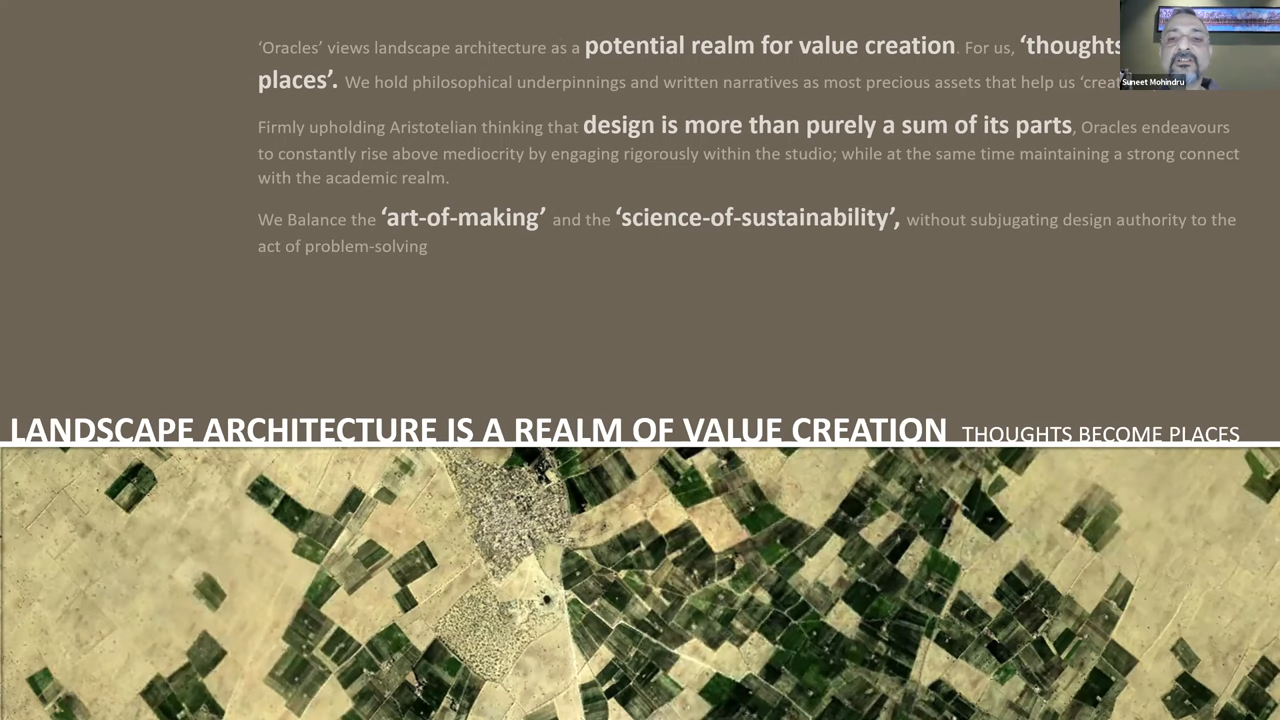 ‘Oracles’ views landscape architecture as a potential realm for value creation. For us, ‘thoughts
places’. We hold philosophical underpinnings and written narratives as most precious assets that help us ‘creat
Firmly upholding Aristotelian thinking that design is more than purely a sum of its parts, Oracles endeavours
to constantly rise above mediocrity by engaging rigorously within the studio; while at the same time maintaining a strong connect
with the academic realm.
We Balance the ‘art-of-making’ and the ‘science-of-sustainability’, without subjugating design authority to the
act of problem-solving
LANDSCAPE ARCHITECTURE IS A REALM OF VALUE CREATION THOUGHTS BECOME PLACES
Suneet Mohindru